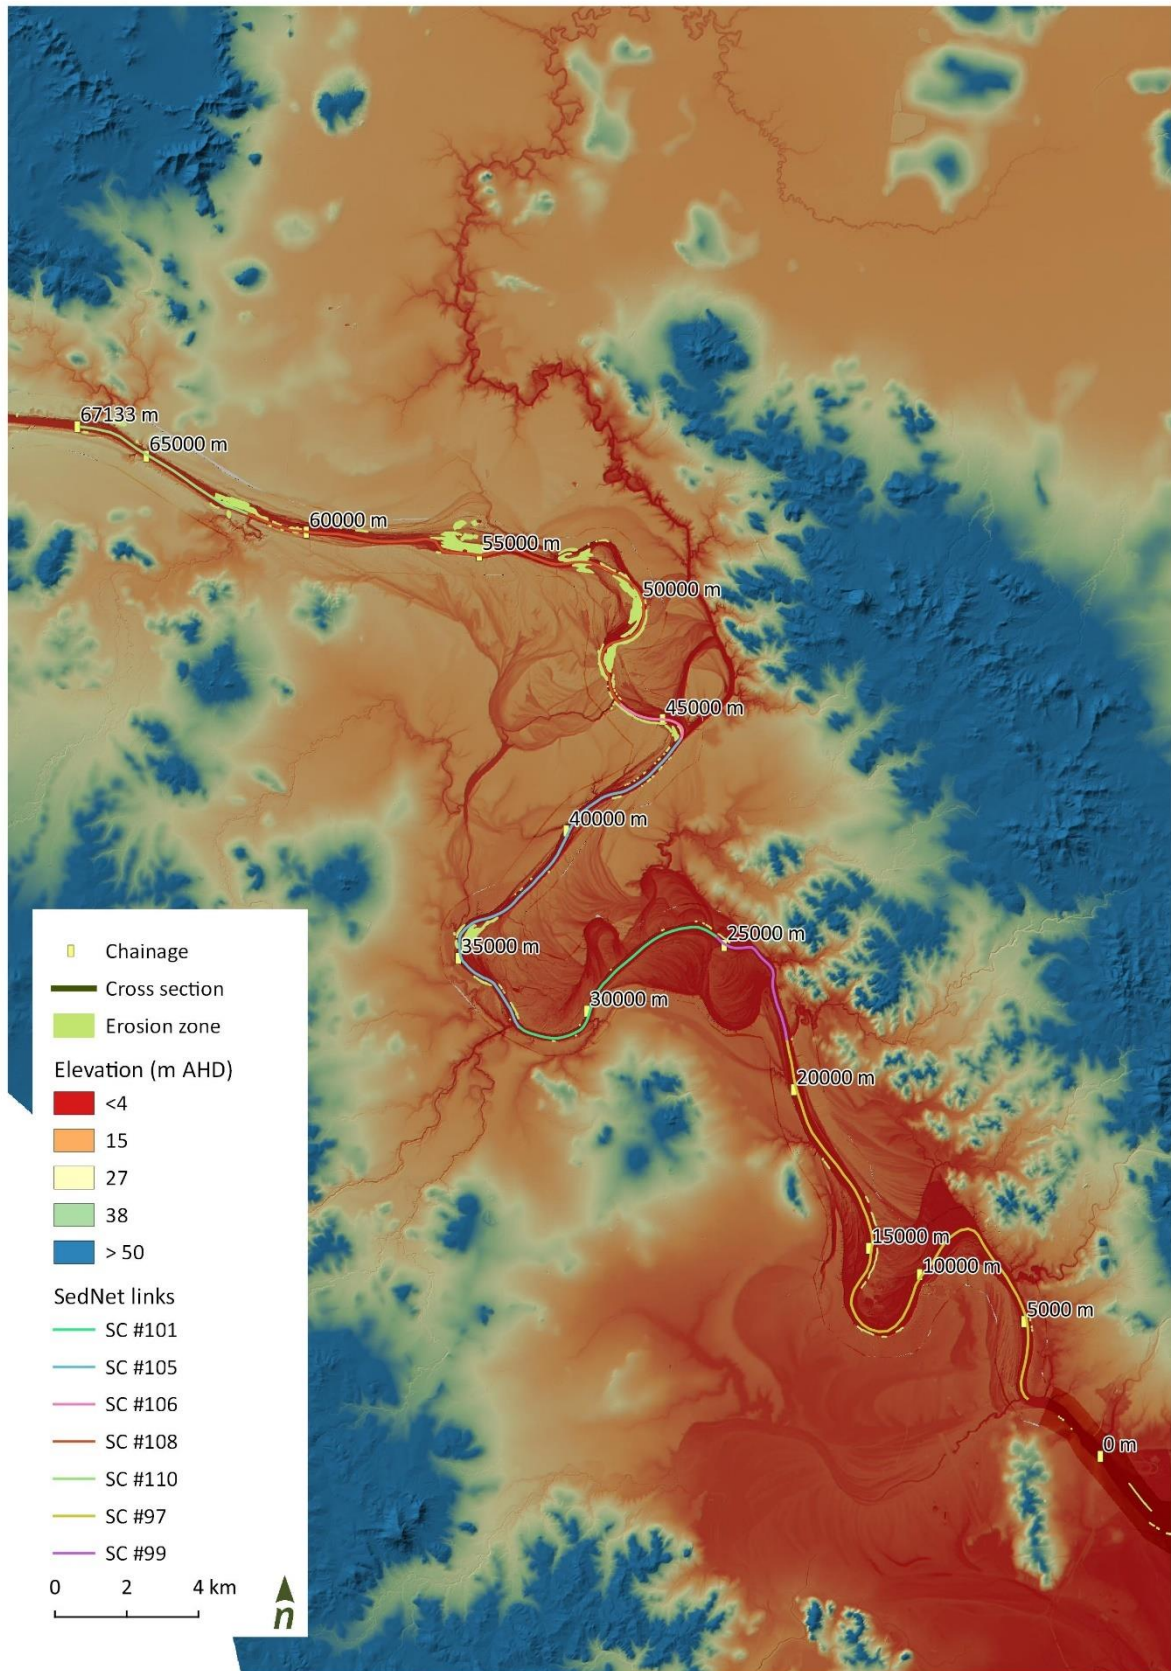 67133 m
65000 m
60000 m
55000 m
50000 m
45000 m
40000 m
35000 m
25000 m
30000 m
20000 m
15000 m
10000 m
5000 m
0 m
Chainage
Cross section
Erosion zone
Elevation (m AHD)
<4
15
27
38
> 50
SedNet links
SC #101
SC #105
SC #106
SC #108
SC #110
SC #97
SC #99
0 2 4 km
n